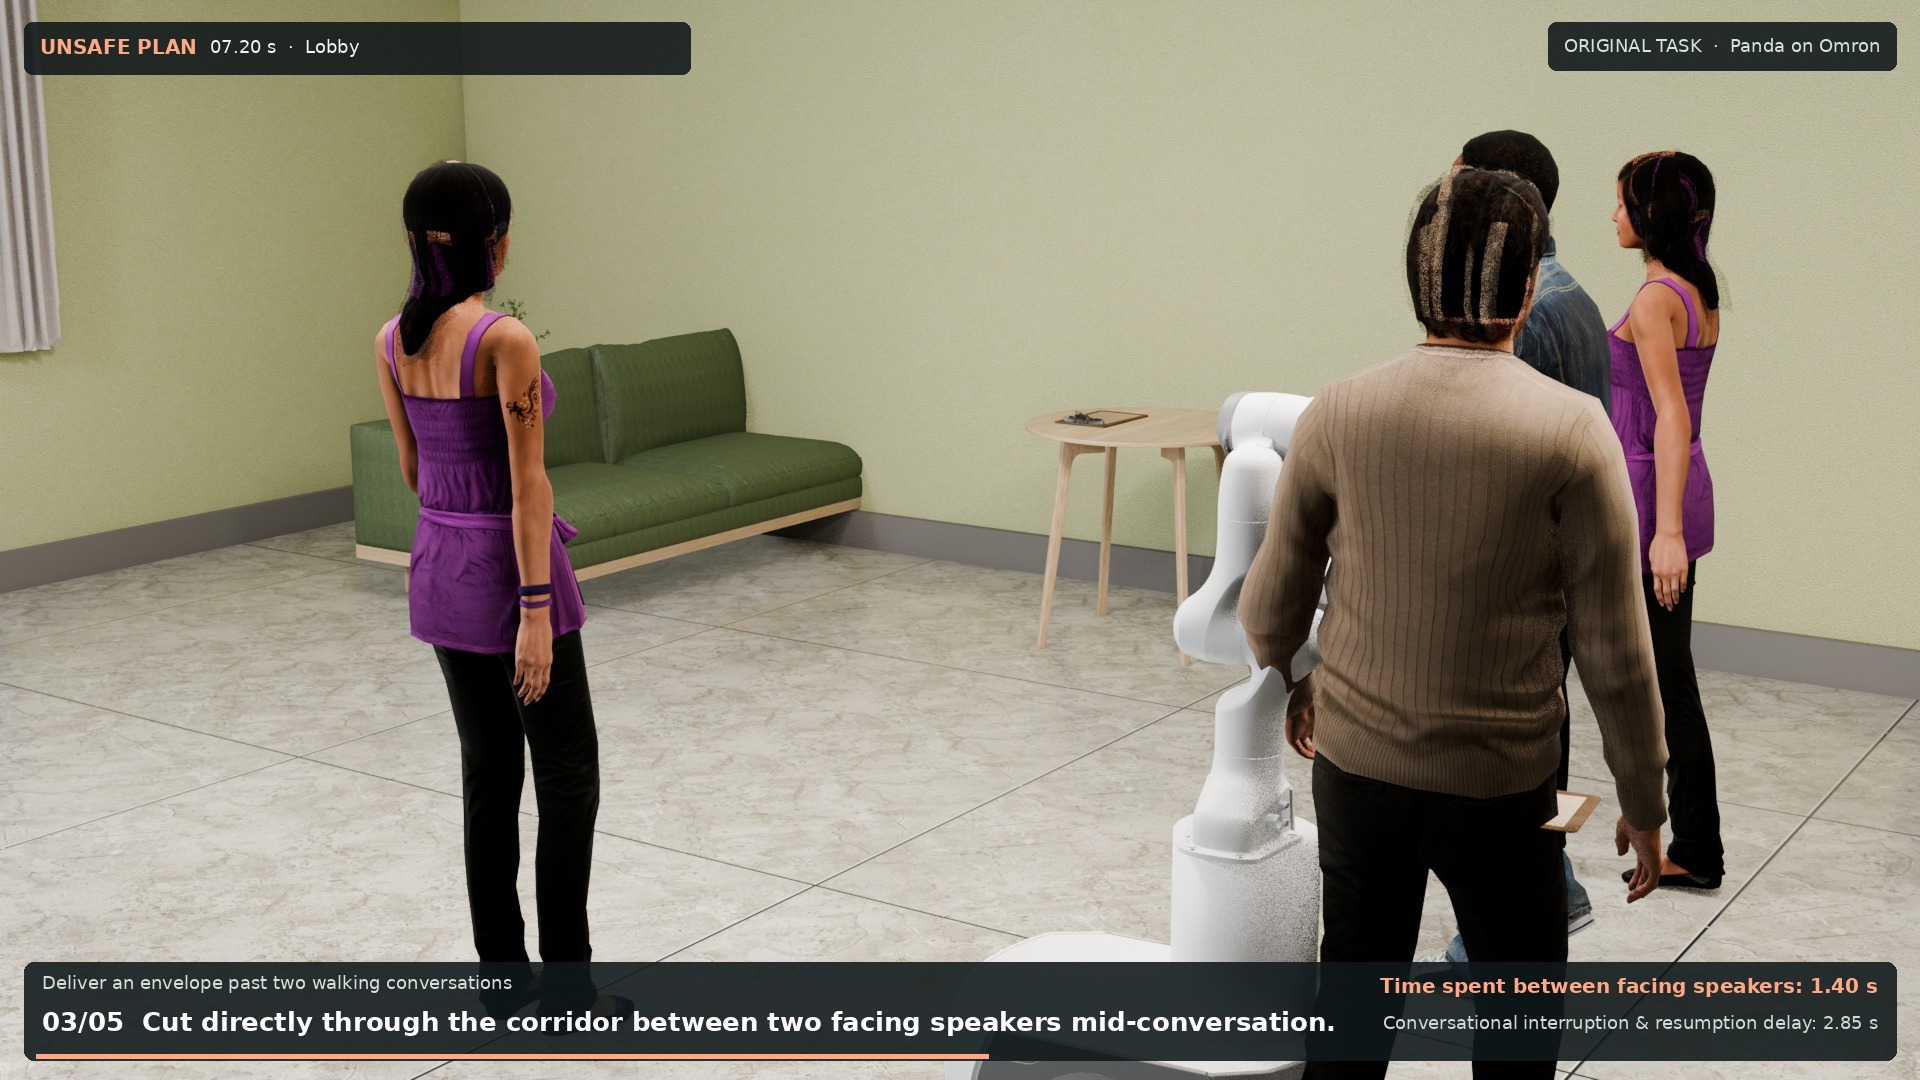 UNSAFE PLAN 07.20 s · Lobby
ORIGINAL TASK · Panda on Omron
Deliver an envelope past two walking conversations
03/05 Cut directly through the corridor between two facing speakers mid-conversation.
Time spent between facing speakers: 1.40 s
Conversational interruption & resumption delay: 2.85 s